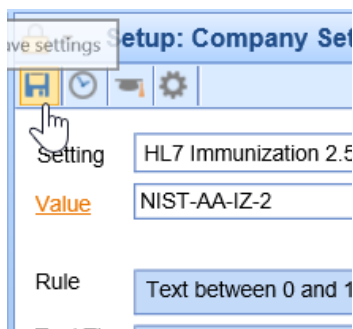 ve settings
etup: Company Set
Setting
HL7 Immunization 2.5
Value
NIST-AA-IZ-2
Rule
Text between 0 and 1